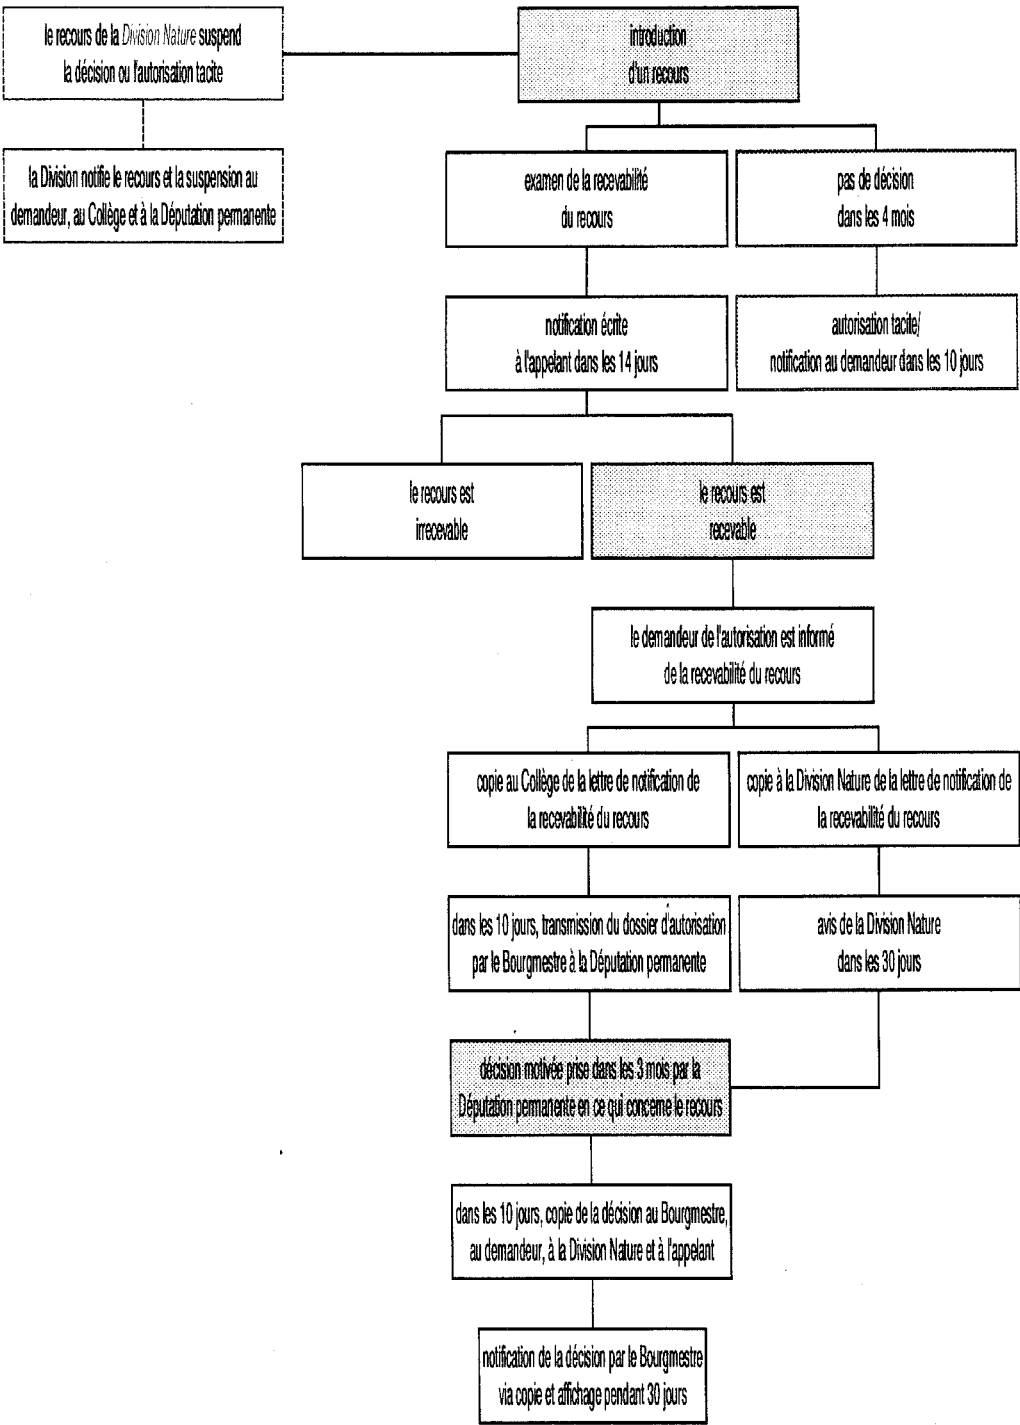 le recours de la Division Nature suspend
la décision ou l'autorisation tacite
introduction
d'un recours
la Division notifie le recours et la suspension au
demandeur, au Collège et à la Députation permanente
examen de la recevabilité
du recours
pas de décision
dans les 4 mois
notification écrite
à l'appelant dans les 14 jours
autorisation tacite/
notification au demandeur dans les 10 jours
le recours est
irrecevable
le recours est
recevable
le demandeur de l'autorisation est informé
de la recevabilité du recours
copie au Collège de la lettre de notification de
la recevabilité du recours
copie à la Division Nature de la lettre de notification de
la recevabilité du recours
dans les 10 jours, transmission du dossier d'autorisation
par le Bourgmestre à la Députation permanente
avis de la Division Nature
dans les 30 jours
décision motivée prise dans les 3 mois par la
Députation permanente en ce qui concerne le recours
dans les 10 jours, copie de la décision au Bourgmestre,
au demandeur, à la Division Nature et à l'appelant
notification de la décision par le Bourgmestre
via copie et affichage pendant 30 jours